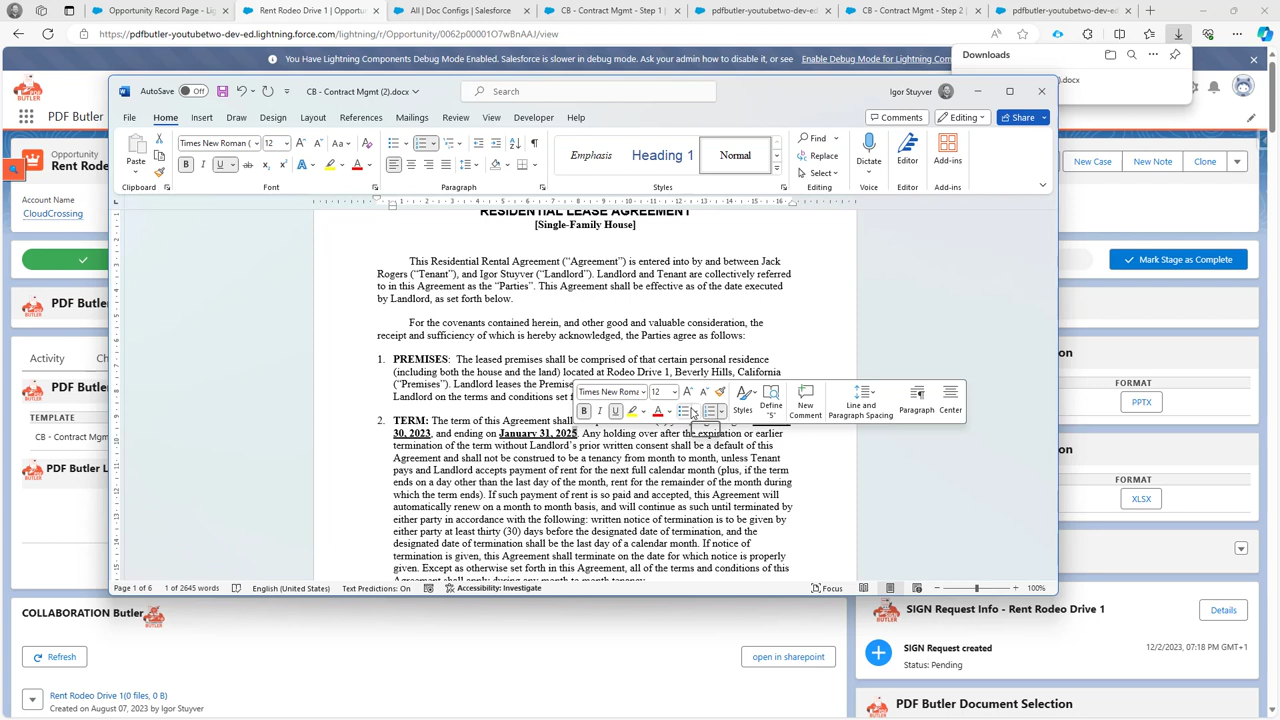 Opportunity Record Page - Lig
Rent Rodeo Drive 1 | Opportun
All | Doc Configs | Salesforce
CB - Contract Mgmt - Step 1 |
pdfbutler-youtubetwo-dev-ed
CB - Contract Mgmt - Step 2 |
pdfbutler-youtubetwo-dev-ed
https://pdfbutler-youtubetwo-dev-ed.lightning.force.com/lightning/r/Opportunity/0062p00001O7wBnAAJ/view
You Have Lightning Components Debug Mode Enabled. Salesforce is slower in debug mode. Ask your admin how to disable it, or see
Enable Debug Mode for Lightning Com
Downloads
).docx
AutoSave
Off
CB - Contract Mgmt (2).docx
Search
Igor Stuyver
PDF BUTLER
PDF Butle
File
Home
Insert
Draw
Design
Layout
References
Mailings
Review
View
Developer
Help
Comments
Editing
Share
Times New Roman (
12
Paste
Emphasis
Heading 1
Normal
Find
Replace
Select
Dictate
Editor
Add-ins
Clipboard
Font
Paragraph
Styles
Editing
Voice
Editor
Add-ins
Opportunity
Rent Rode
New Case
New Note
Clone
Account Name
CloudCrossing
Mark Stage as Complete
RESIDENTIAL LEASE AGREEMENT
[Single-Family House]
This Residential Rental Agreement (“Agreement”) is entered into by and between Jack
Rogers (“Tenant”), and Igor Stuyver (“Landlord”). Landlord and Tenant are collectively referred
to in this Agreement as the “Parties”. This Agreement shall be effective as of the date executed
by Landlord, as set forth below.
For the covenants contained herein, and other good and valuable consideration, the
receipt and sufficiency of which is hereby acknowledged, the Parties agree as follows:
1. PREMISES: The leased premises shall be comprised of that certain personal residence
(including both the house and the land) located at Rodeo Drive 1, Beverly Hills, California
(“Premises”). Landlord leases the Premise
Landlord on the terms and conditions set f
Times New Roma
12
Styles
Define
"5"
New
Comment
Line and
Paragraph Spacing
Paragraph
Center
2. TERM: The term of this Agreement shall
30, 2023, and ending on January 31, 2025. Any holding over after the expiration or earlier
termination of the term without Landlord’s prior written consent shall be a default of this
Agreement and shall not be construed to be a tenancy from month to month, unless Tenant
pays and Landlord accepts payment of rent for the next full calendar month (plus, if the term
ends on a day other than the last day of the month, rent for the remainder of the month during
which the term ends). If such payment of rent is so paid and accepted, this Agreement will
automatically renew on a month to month basis, and will continue as such until terminated by
either party in accordance with the following: written notice of termination is to be given by
either party at least thirty (30) days before the designated date of termination, and the
designated date of termination shall be the last day of a calendar month. If notice of
termination is given, this Agreement shall terminate on the date for which notice is properly
given. Except as otherwise set forth in this Agreement, all of the terms and conditions of this
Agreement shall apply during any month to month tenancy.
PDF Butle
Activity
Ch
PDF Butle
TEMPLATE
CB - Contract Mgm
PDF Butler L
ion
FORMAT
PPTX
ion
FORMAT
XLSX
Page 1 of 6
1 of 2645 words
English (United States)
Text Predictions: On
Accessibility: Investigate
Focus
100%
COLLABORATION Butler
Refresh
open in sharepoint
Rent Rodeo Drive 1(0 files, 0 B)
Created on August 07, 2023 by Igor Stuyver
SIGN Request Info - Rent Rodeo Drive 1
Details
SIGN Request created
12/2/2023, 07:18 PM GMT+1
Status: Pending
PDF Butler Document Selection